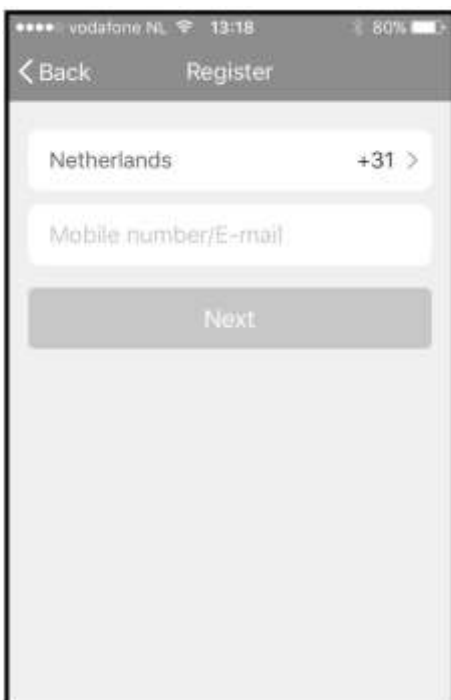 vodafone NL 13:18 80%
Back Register
Netherlands +31 >
Mobile number/E-mail
Next